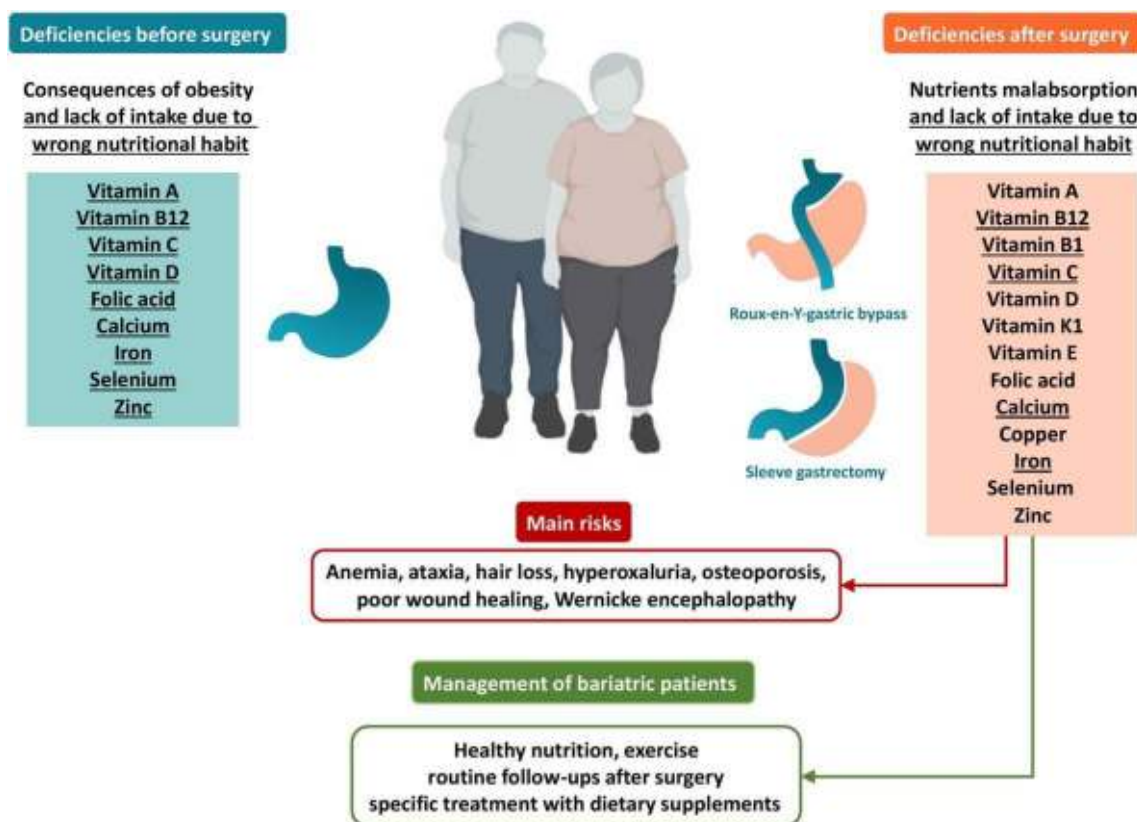 Deficiencies before surgery
Consequences of obesity
and lack of intake due to
wrong nutritional habit
Vitamin A
Vitamin B12
Vitamin C
Vitamin D
Folic acid
Calcium
Iron
Selenium
Zinc
Roux-en-Y-gastric bypass
Sleeve gastrectomy
Deficiencies after surgery
Nutrients malabsorption
and lack of intake due to
wrong nutritional habit
Vitamin A
Vitamin B12
Vitamin B1
Vitamin C
Vitamin D
Vitamin K1
Vitamin E
Folic acid
Calcium
Copper
Iron
Selenium
Zinc
Main risks
Anemia, ataxia, hair loss, hyperoxaluria, osteoporosis,
poor wound healing, Wernicke encephalopathy
Management of bariatric patients
Healthy nutrition, exercise
routine follow-ups after surgery
specific treatment with dietary supplements